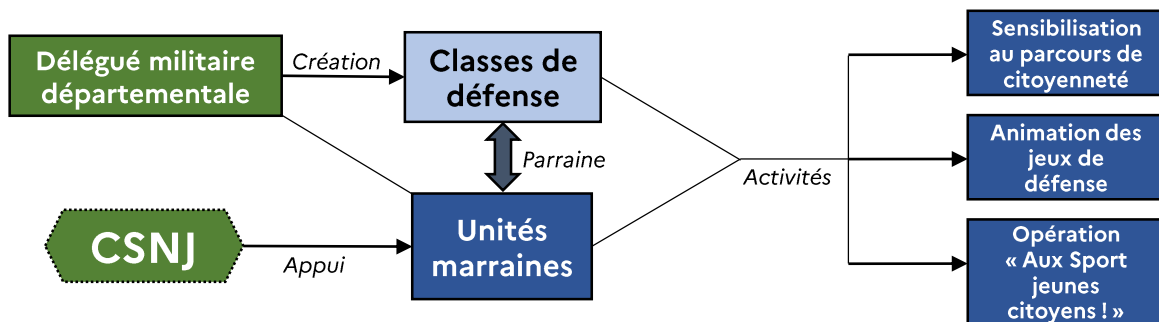 Délégué militaire
départementale
Création
Classes de
défense
Parraine
CSNJ
Appui
Unités
marraines
Activités
Sensibilisation
au parcours de
citoyenneté
Animation des
jeux de
défense
Opération
« Aux Sport
jeunes
citoyens ! »